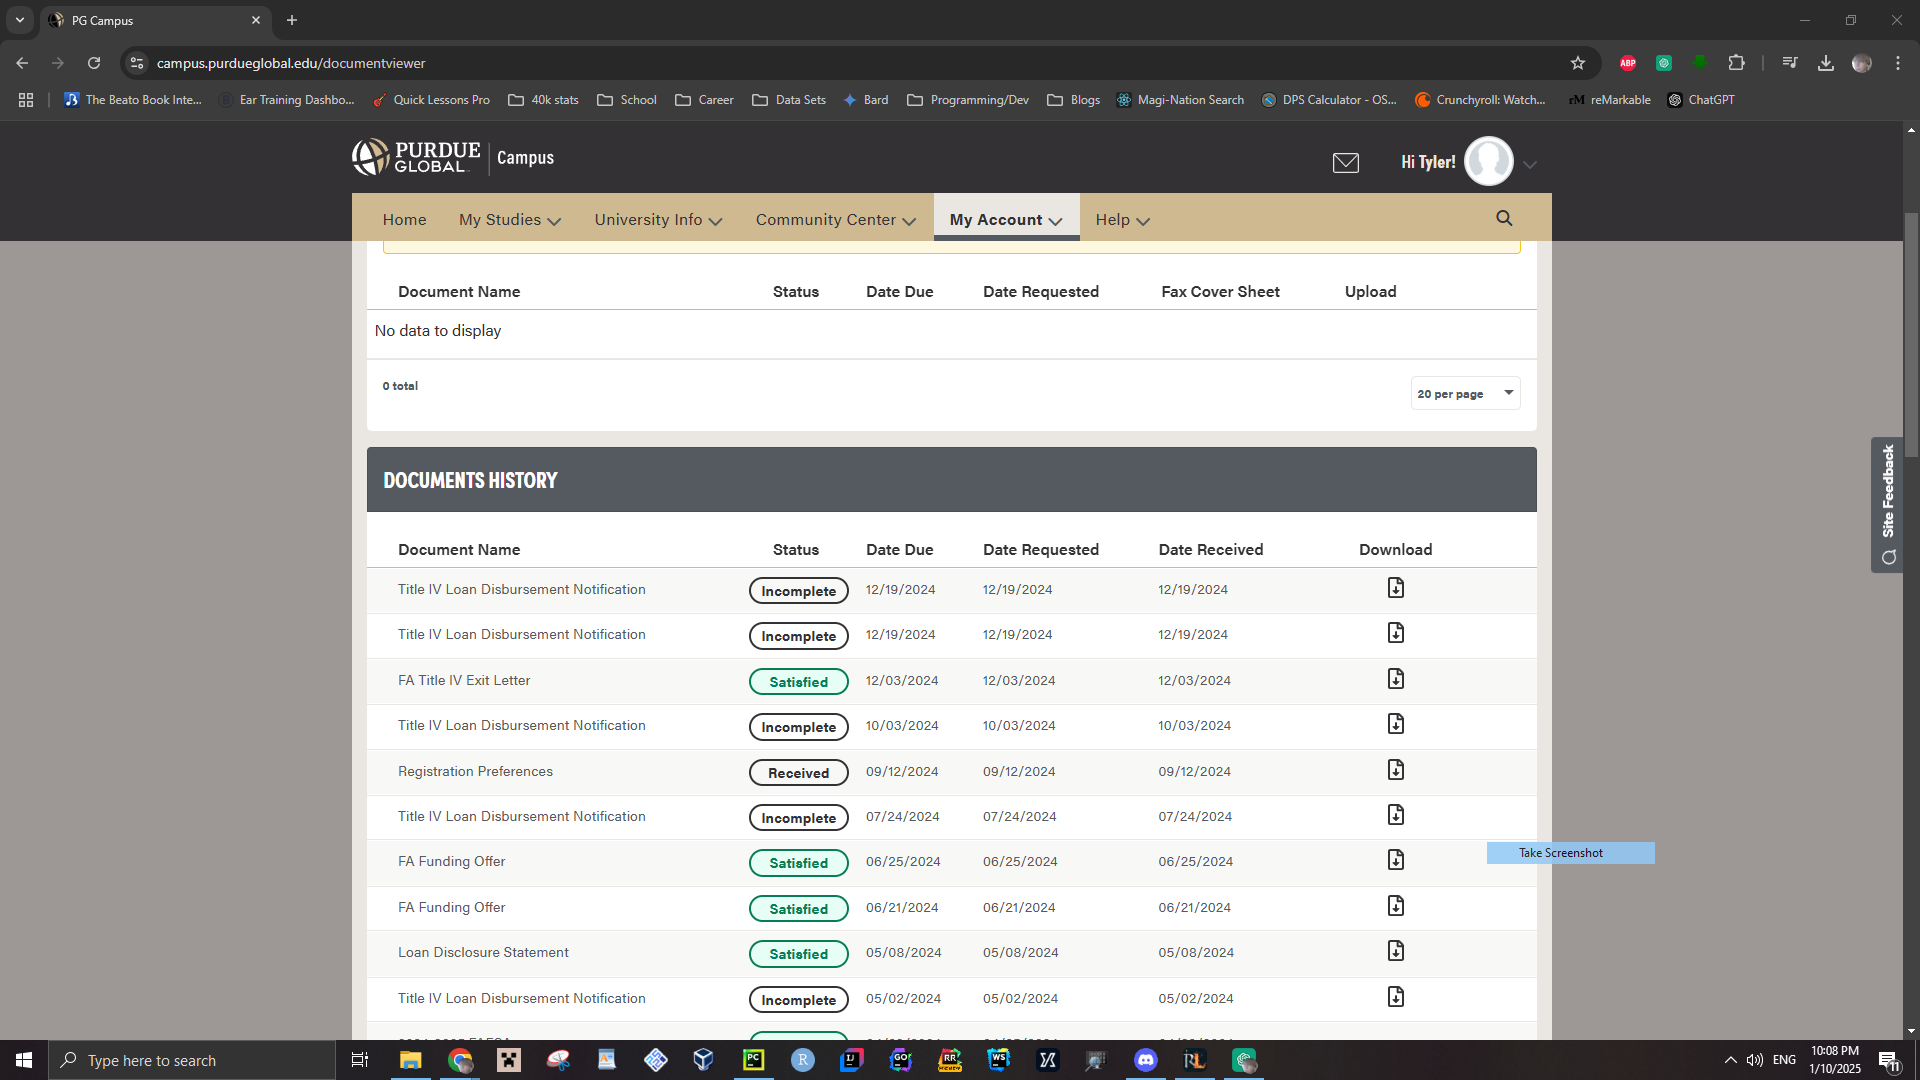 PG Campus
campus.purdueglobal.edu/documentviewer
ABP
The Beato Book Inte...
Ear Training Dashbo...
Quick Lessons Pro
40k stats
School
Career
Data Sets
Bard
Programming/Dev
Blogs
Magi-Nation Search
DPS Calculator - OS...
Crunchyroll: Watch...
rM reMarkable
ChatGPT
PURDUE GLOBAL
Campus
Hi Tyler!
Home
My Studies
University Info
Community Center
My Account
Help
Document Name Status Date Due Date Requested Fax Cover Sheet Upload
No data to display
0 total
20 per page
Site Feedback
DOCUMENTS HISTORY
Document Name Status Date Due Date Requested Date Received Download
Title IV Loan Disbursement Notification Incomplete 12/19/2024 12/19/2024 12/19/2024
Title IV Loan Disbursement Notification Incomplete 12/19/2024 12/19/2024 12/19/2024
FA Title IV Exit Letter Satisfied 12/03/2024 12/03/2024 12/03/2024
Title IV Loan Disbursement Notification Incomplete 10/03/2024 10/03/2024 10/03/2024
Registration Preferences Received 09/12/2024 09/12/2024 09/12/2024
Title IV Loan Disbursement Notification Incomplete 07/24/2024 07/24/2024 07/24/2024
Take Screenshot
FA Funding Offer Satisfied 06/25/2024 06/25/2024 06/25/2024
FA Funding Offer Satisfied 06/21/2024 06/21/2024 06/21/2024
Loan Disclosure Statement Satisfied 05/08/2024 05/08/2024 05/08/2024
Title IV Loan Disbursement Notification Incomplete 05/02/2024 05/02/2024 05/02/2024
Type here to search
PC
R
IJ
GO
RR
WS
ENG
10:08 PM
1/10/2025
11